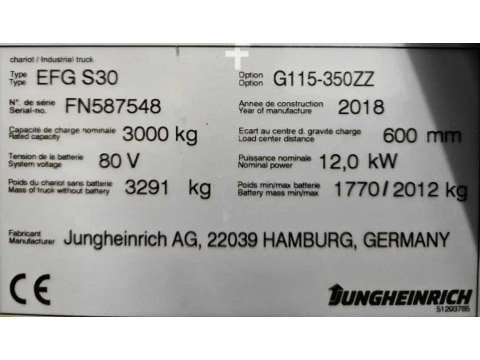 chariot / Industrial truck
Type EFG S30 Option G115-350ZZ
Type Option
N°. de série FN587548 Annee de construction 2018
Serial-no. Year of manufacture
Capacité de charge nominale 3000 kg Ecart au centre d. gravité charge 600 mm
Rated capacity Load center distance
Tension de la batterie 80 V Puissance nominale 12,0 kW
System voltage Nominal power
Poids du chariot sans batterie 3291 kg Poids min/max batterie 1770/2012 kg
Mass of truck without battery Battery mass min/max
Fabricant Jungheinrich AG, 22039 HAMBURG, GERMANY
Manufacturer
CE JUNGHEINRICH
51293785